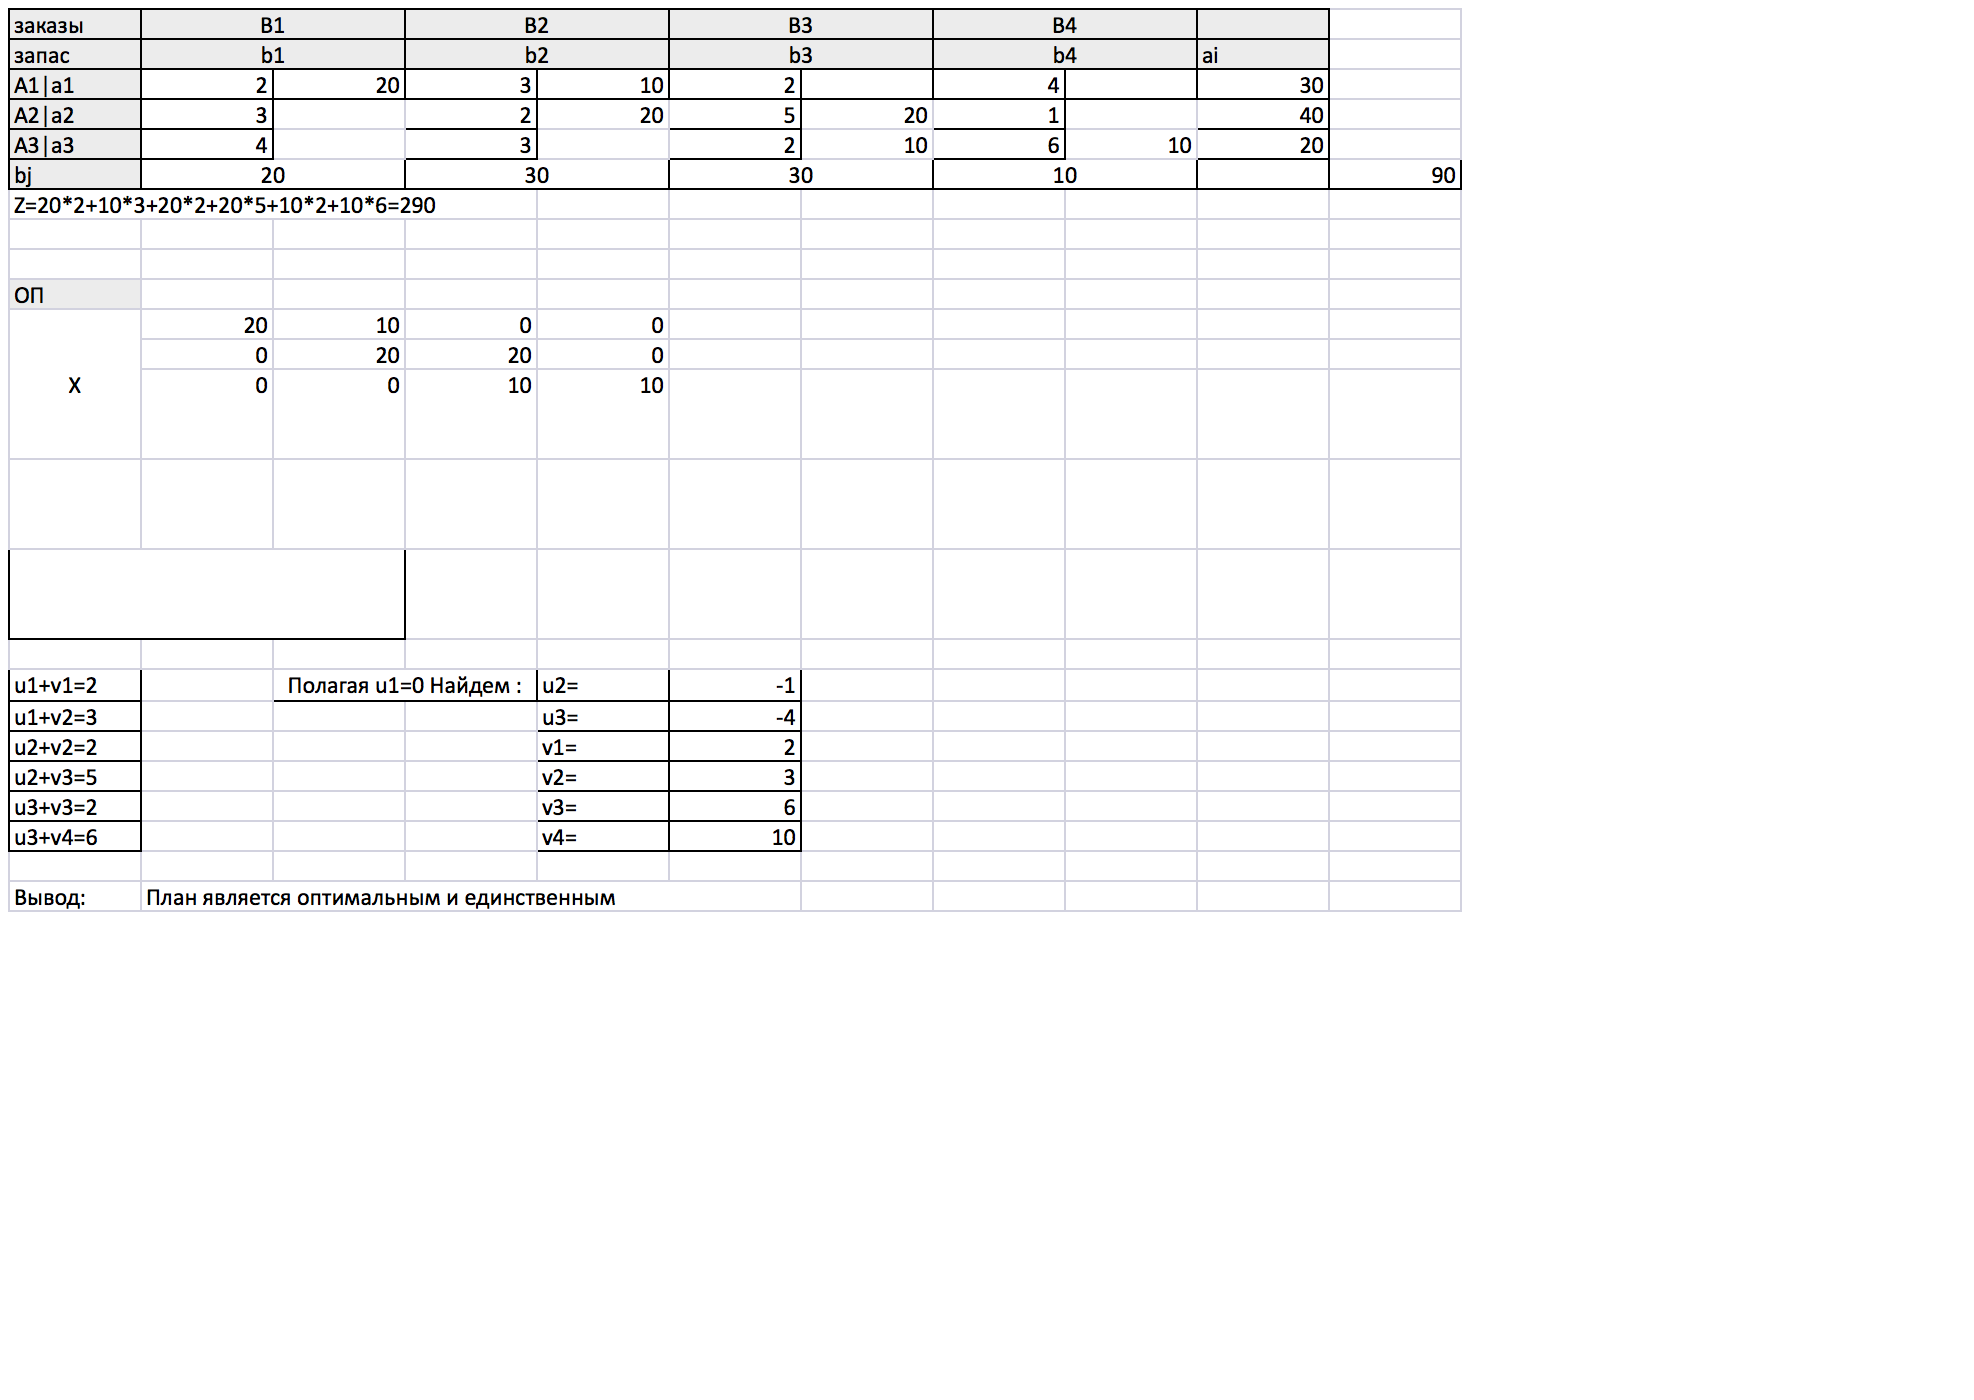 заказы B1 B2 B3 B4
запас b1 b2 b3 b4 ai
A1|a1 2 20 3 10 2 4 30
A2|a2 3 2 20 5 20 1 40
A3|a3 4 3 2 10 6 10 20
bj 20 30 30 10 90
Z=20*2+10*3+20*2+20*5+10*2+10*6=290
ОП
20 10 0 0
0 20 20 0
X 0 0 10 10
u1+v1=2 Полагая u1=0 Найдем : u2= -1
u1+v2=3 u3= -4
u2+v2=2 v1= 2
u2+v3=5 v2= 3
u3+v3=2 v3= 6
u3+v4=6 v4= 10
Вывод: План является оптимальным и единственным